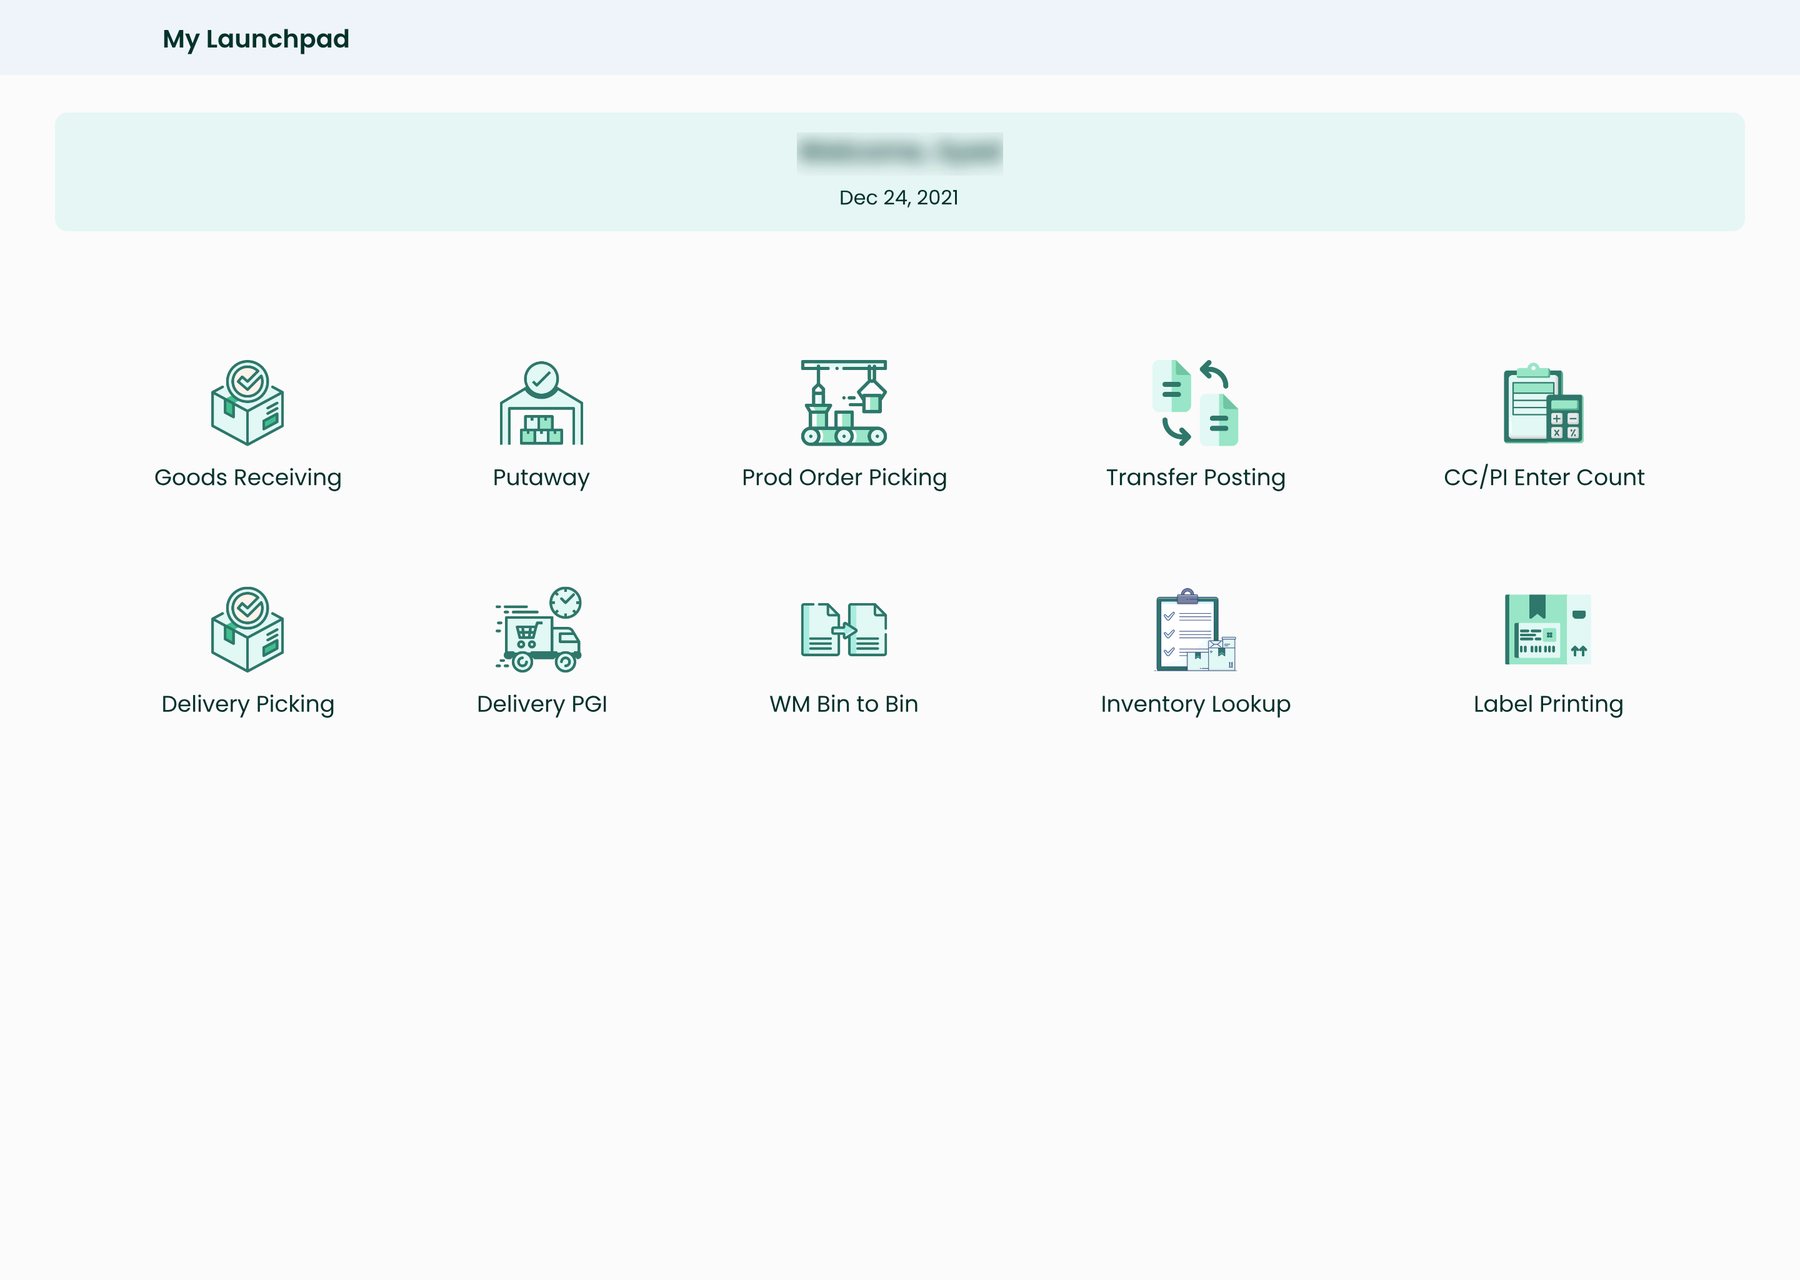 My Launchpad
Dec 24, 2021
Goods Receiving
Putaway
Prod Order Picking
Transfer Posting
CC/PI Enter Count
Delivery Picking
Delivery PGI
WM Bin to Bin
Inventory Lookup
Label Printing